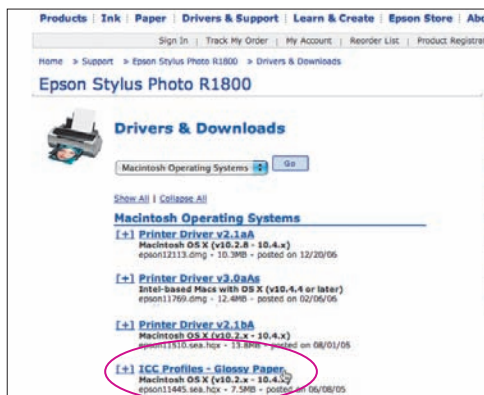 Products | Ink | Paper | Drivers & Support | Learn & Create | Epson Store | Abo
Sign In | Track My Order | My Account | Reorder List | Product Registrat
Home > Support > Epson Stylus Photo R1800 > Drivers & Downloads
Epson Stylus Photo R1800
Drivers & Downloads
Macintosh Operating Systems Go
Show All | Collapse All
Macintosh Operating Systems
[+] Printer Driver v2.1aA
Macintosh OS X (v10.2.8 - 10.4.x)
epson12113.dmg - 10.3MB - posted on 12/20/06
[+] Printer Driver v3.0aAs
Intel-based Macs with OS X (v10.4.4 or later)
epson11769.dmg - 12.4MB - posted on 02/06/06
[+] Printer Driver v2.1bA
Macintosh OS X (v10.2.x - 10.4.x)
epson11510.sea.hqx - 13.8MB - posted on 08/01/05
[+] ICC Profiles - Glossy Paper
Macintosh OS X (v10.2.x - 10.4.x)
epson11445.sea.hqx - 7.5MB - posted on 06/08/05